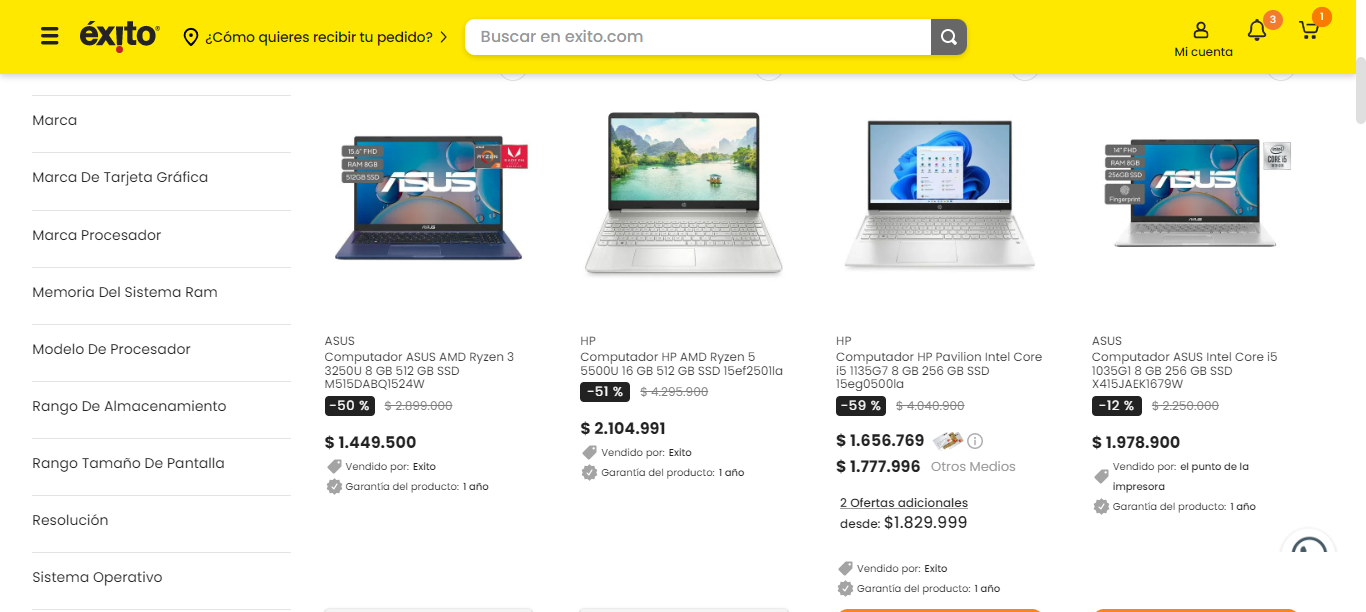 éxito
¿Cómo quieres recibir tu pedido?
Buscar en exito.com
Mi cuenta
3
1
Marca
Marca De Tarjeta Gráfica
Marca Procesador
Memoria Del Sistema Ram
Modelo De Procesador
Rango De Almacenamiento
Rango Tamaño De Pantalla
Resolución
Sistema Operativo
15.6" FHD
RAM 8GB
512GB SSD
ASUS
RYZEN
RADEON
ASUS
Computador ASUS AMD Ryzen 3
3250U 8 GB 512 GB SSD
M515DABQ1524W
-50 % $ 2.899.000
$ 1.449.500
Vendido por: Exito
Garantía del producto: 1 año
HP
Computador HP AMD Ryzen 5
5500U 16 GB 512 GB SSD 15ef2501la
-51 % $ 4.295.900
$ 2.104.991
Vendido por: Exito
Garantía del producto: 1 año
HP
Computador HP Pavilion Intel Core
i5 1135G7 8 GB 256 GB SSD
15eg0500la
-59 % $ 4.040.900
$ 1.656.769
$ 1.777.996 Otros Medios
2 Ofertas adicionales
desde: $1.829.999
Vendido por: Exito
Garantía del producto: 1 año
14" FHD
RAM 8GB
256GB SSD
Fingerprint
ASUS
intel
CORE i5
ASUS
Computador ASUS Intel Core i5
1035G1 8 GB 256 GB SSD
X415JAEK1679W
-12 % $ 2.250.000
$ 1.978.900
Vendido por: el punto de la
impresora
Garantía del producto: 1 año